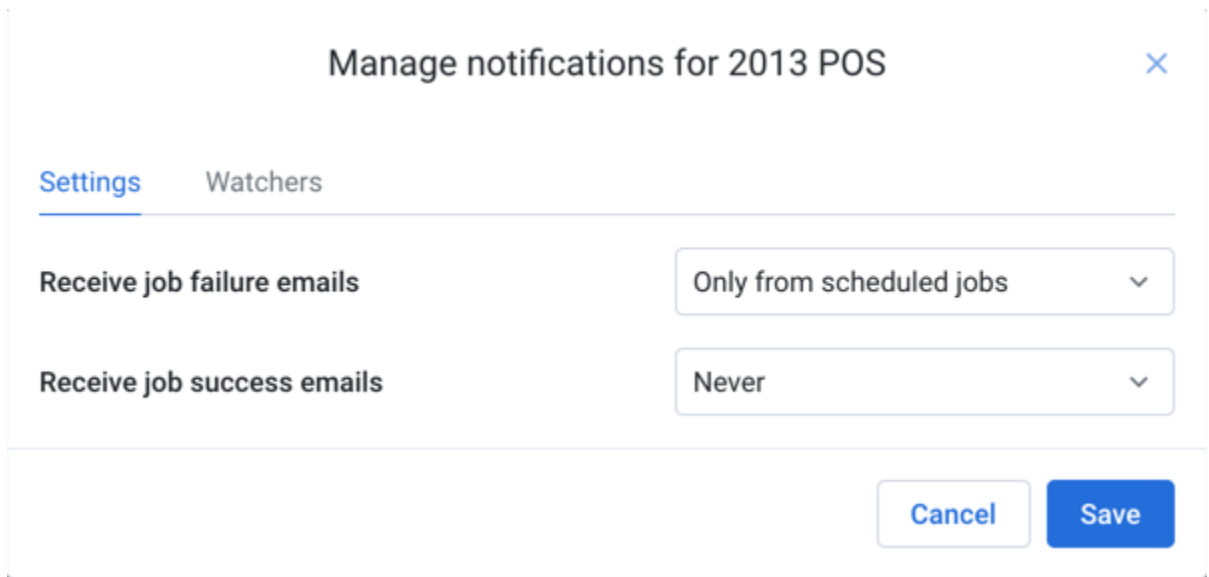 Manage notifications for 2013 POS
Settings Watchers
Receive job failure emails Only from scheduled jobs
Receive job success emails Never
Cancel Save